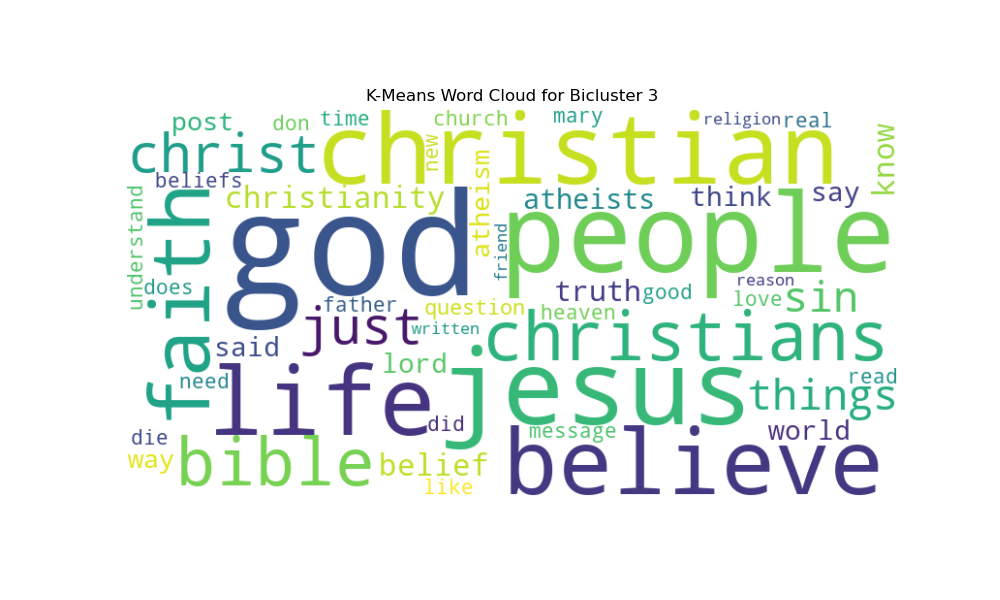 K-Means Word Cloud for Bicluster 3
post don time church mary religion real
christ christian new know
beliefs christianity atheism atheists think say
faith god people
understand does friend truth good reason love sin
father question heaven
just written christians
said lord
need life jesus things read
did message world
die way bible belief believe
like